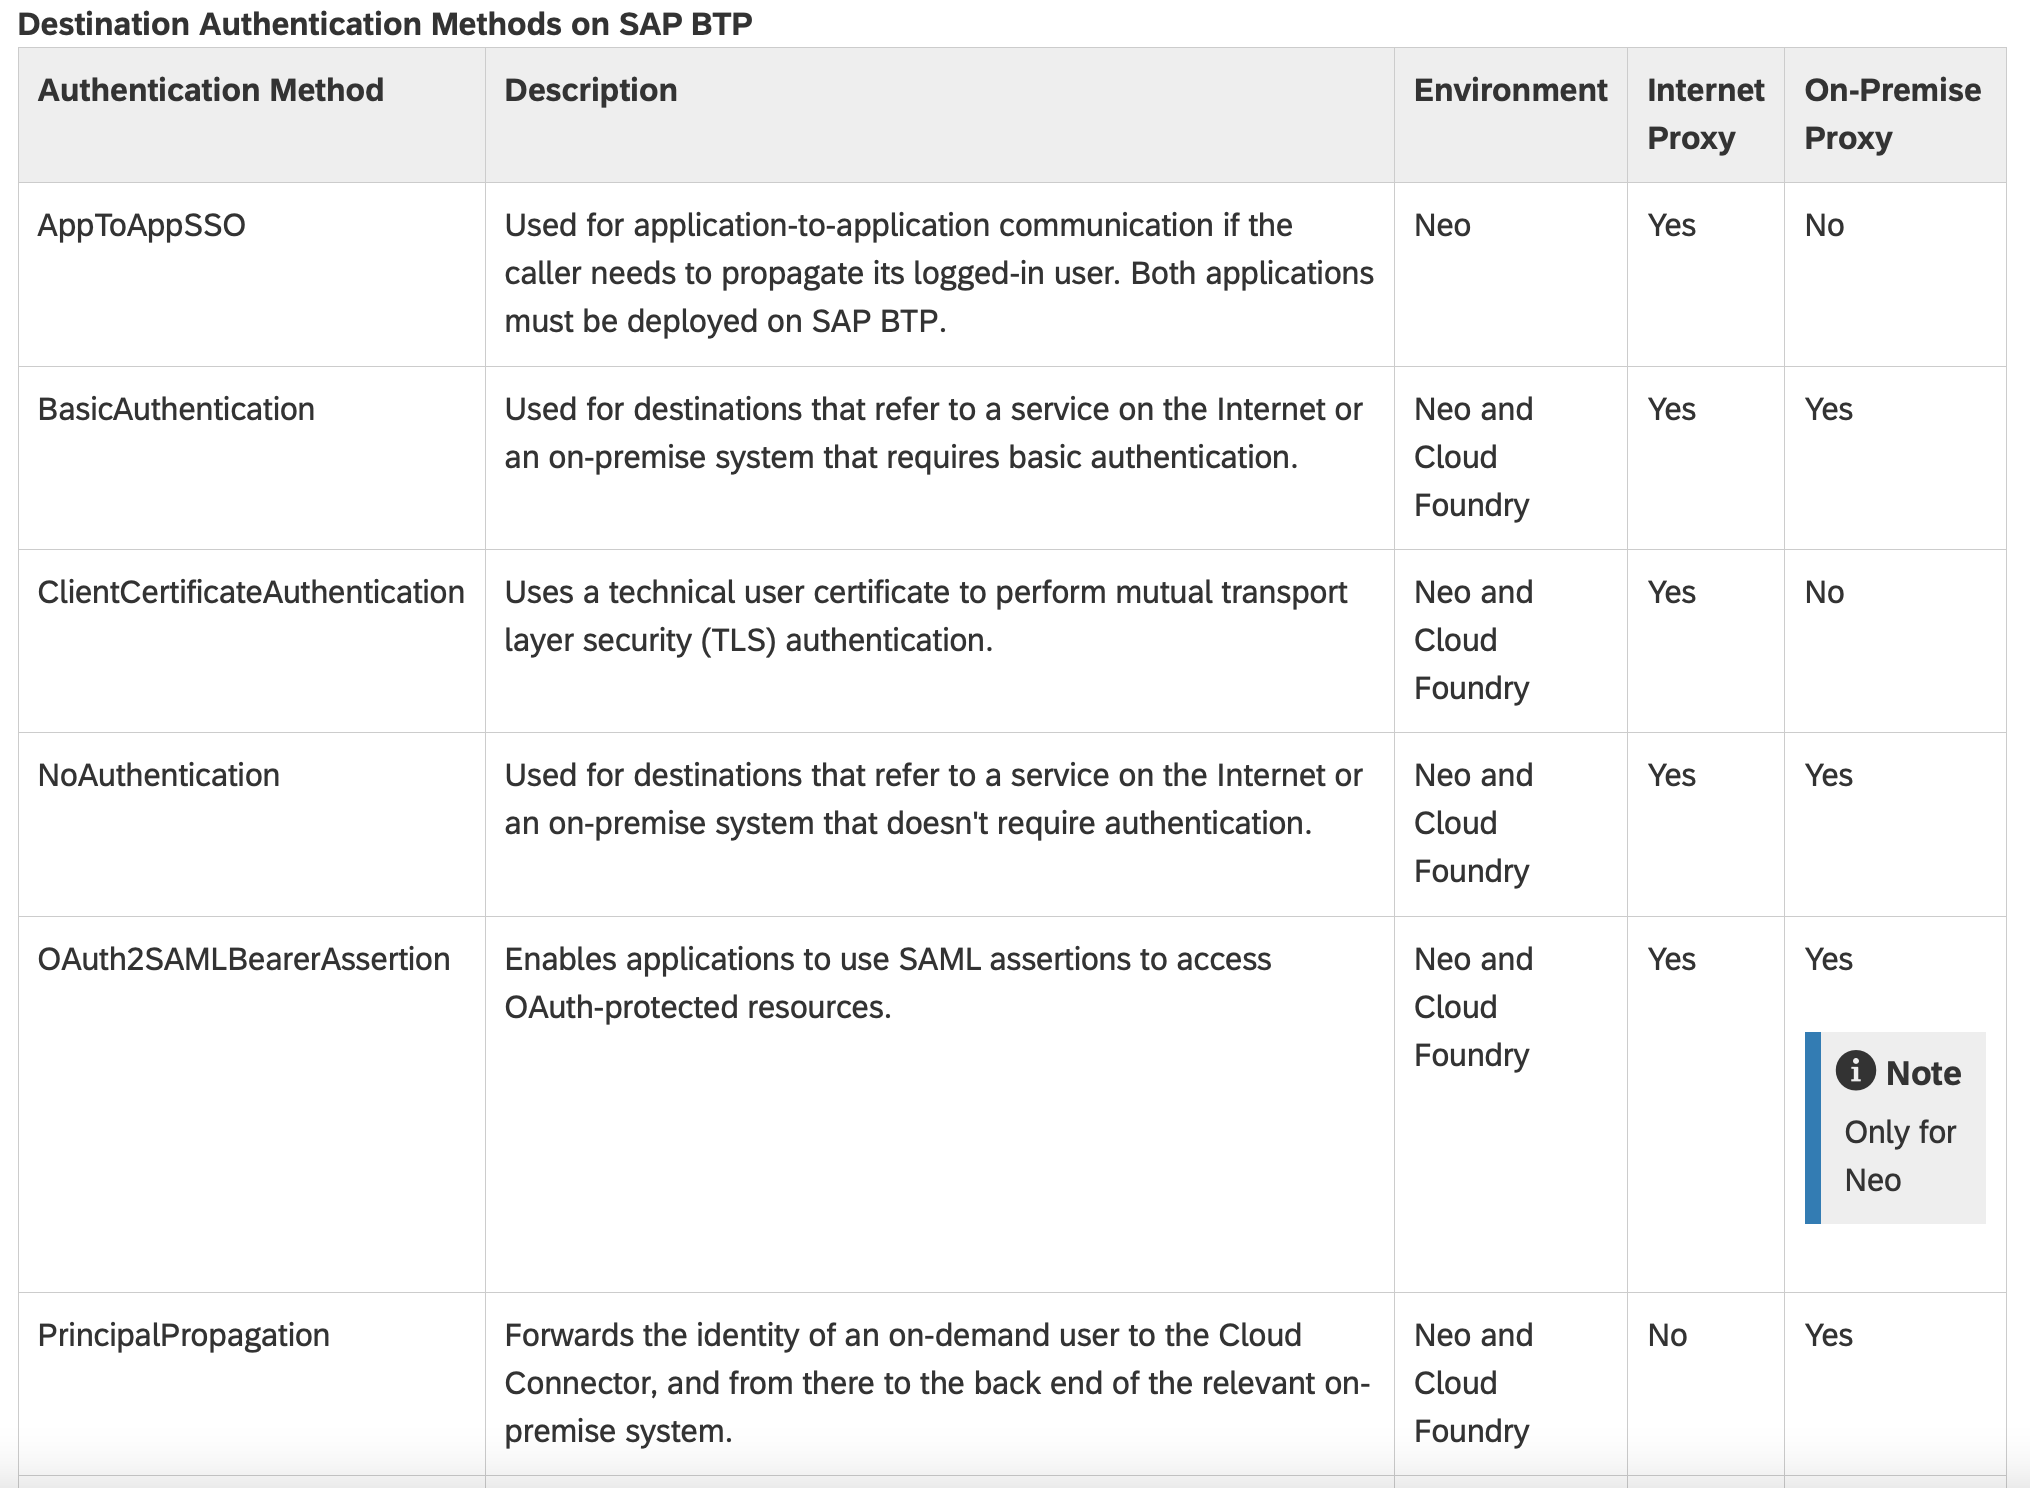 Destination Authentication Methods on SAP BTP
Authentication Method
Description
Environment
Internet
Proxy
On-Premise
Proxy
AppToAppSSO
Used for application-to-application communication if the
caller needs to propagate its logged-in user. Both applications
must be deployed on SAP BTP.
Neo
Yes
No
BasicAuthentication
Used for destinations that refer to a service on the Internet or
an on-premise system that requires basic authentication.
Neo and
Cloud
Foundry
Yes
Yes
ClientCertificateAuthentication
Uses a technical user certificate to perform mutual transport
layer security (TLS) authentication.
Neo and
Cloud
Foundry
Yes
No
NoAuthentication
Used for destinations that refer to a service on the Internet or
an on-premise system that doesn't require authentication.
Neo and
Cloud
Foundry
Yes
Yes
OAuth2SAMLBearerAssertion
Enables applications to use SAML assertions to access
OAuth-protected resources.
Neo and
Cloud
Foundry
Yes
Yes
Note
Only for
Neo
PrincipalPropagation
Forwards the identity of an on-demand user to the Cloud
Connector, and from there to the back end of the relevant on-
premise system.
Neo and
Cloud
Foundry
No
Yes